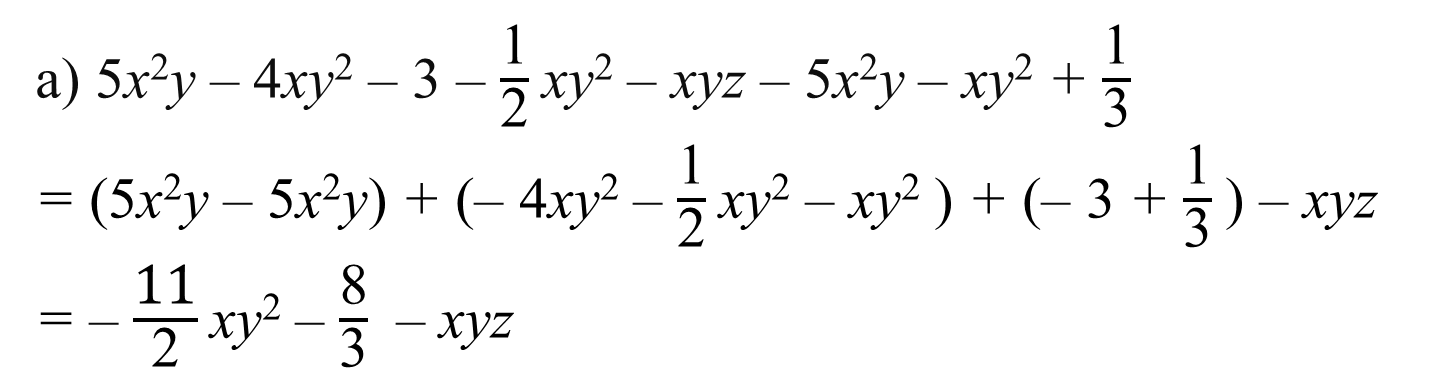 a) 5x²y – 4xy² – 3 – 1/2 xy² – xyz – 5x²y – xy² + 1/3
= (5x²y – 5x²y) + (– 4xy² – 1/2 xy² – xy² ) + (– 3 + 1/3 ) – xyz
= – 11/2 xy² – 8/3 – xyz